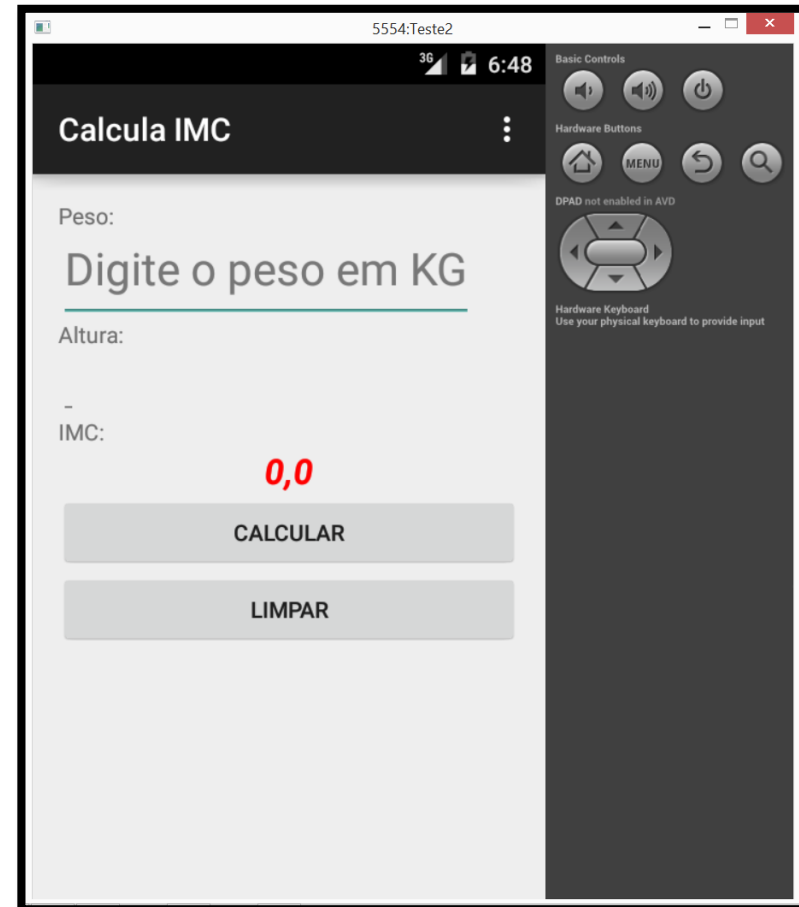 5554:Teste2
3G 6:48
Calcula IMC
Peso:
Digite o peso em KG
Altura:
IMC:
0,0
CALCULAR
LIMPAR
Basic Controls
Hardware Buttons
MENU
DPAD not enabled in AVD
Hardware Keyboard
Use your physical keyboard to provide input